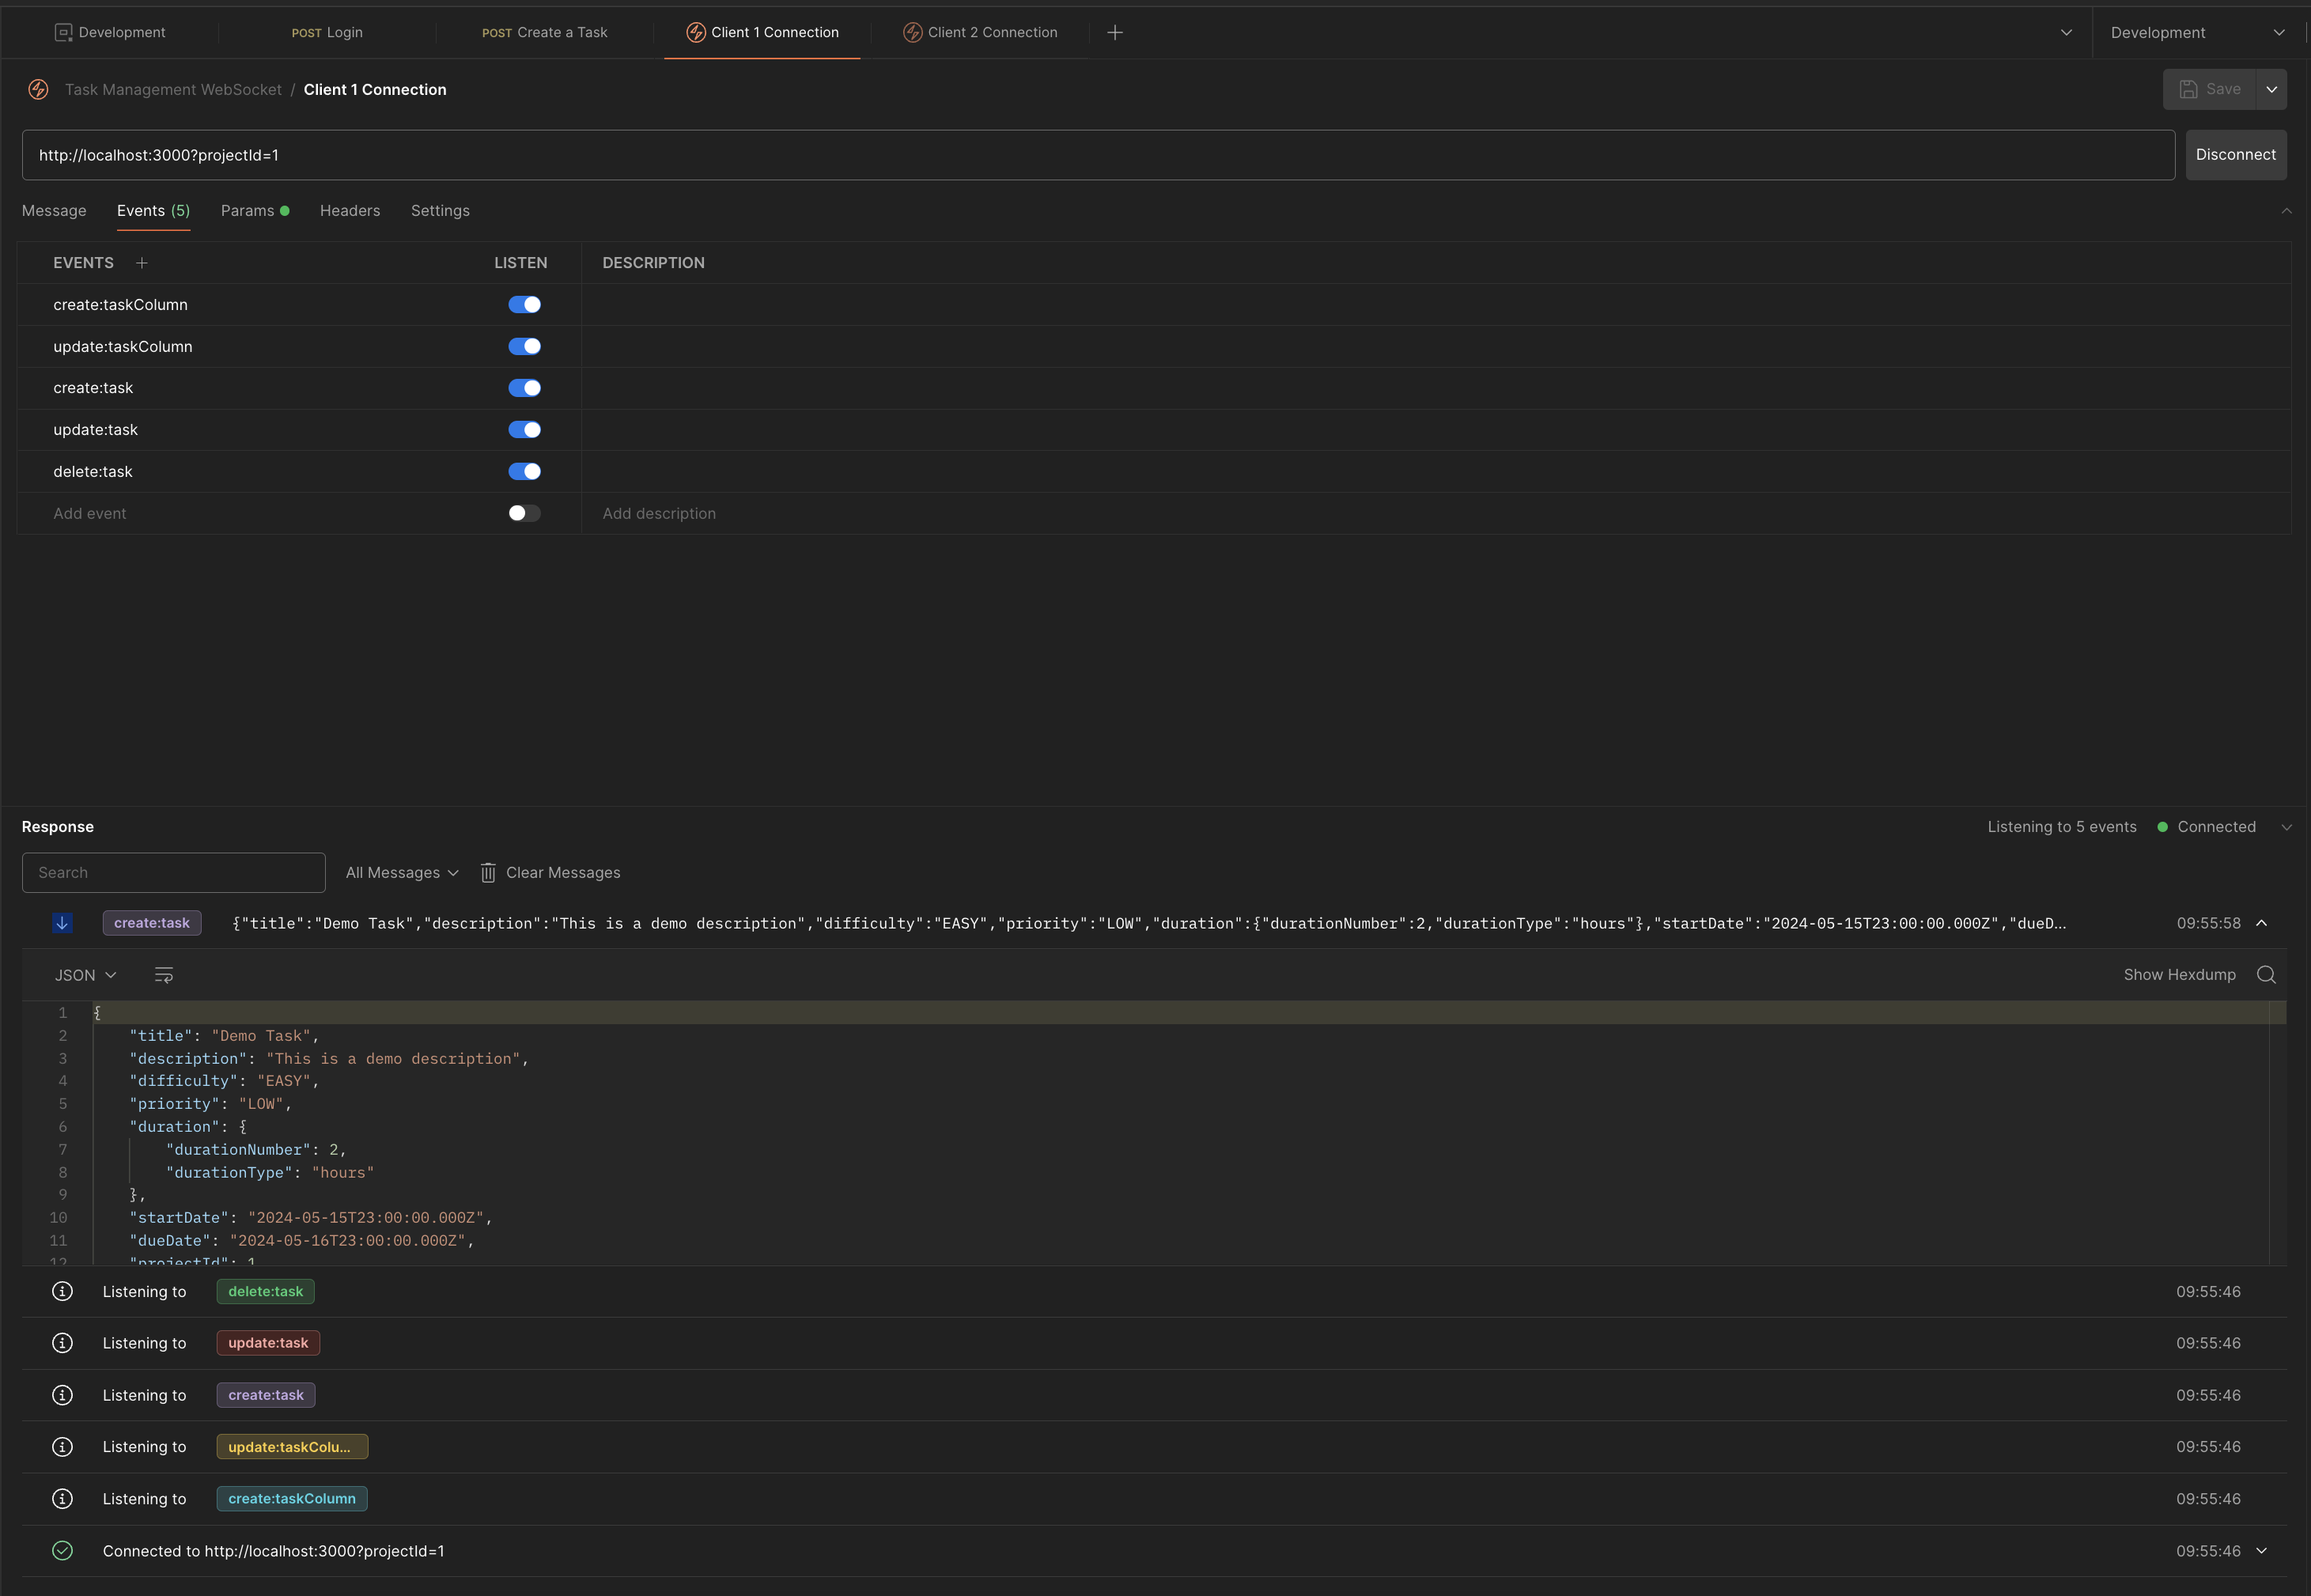 Development POST Login POST Create a Task Client 1 Connection Client 2 Connection Development
Task Management WebSocket / Client 1 Connection Save
http://localhost:3000?projectId=1 Disconnect
Message Events (5) Params Headers Settings
EVENTS LISTEN DESCRIPTION
create:taskColumn
update:taskColumn
create:task
update:task
delete:task
Add event Add description
Response Listening to 5 events Connected
Search All Messages Clear Messages
create:task {"title":"Demo Task","description":"This is a demo description","difficulty":"EASY","priority":"LOW","duration":{"durationNumber":2,"durationType":"hours"},"startDate":"2024-05-15T23:00:00.000Z","dueD... 09:55:58
JSON Show Hexdump
1 {
2 "title": "Demo Task",
3 "description": "This is a demo description",
4 "difficulty": "EASY",
5 "priority": "LOW",
6 "duration": {
7 "durationNumber": 2,
8 "durationType": "hours"
9 },
10 "startDate": "2024-05-15T23:00:00.000Z",
11 "dueDate": "2024-05-16T23:00:00.000Z",
12 "projectId": 1
Listening to delete:task 09:55:46
Listening to update:task 09:55:46
Listening to create:task 09:55:46
Listening to update:taskColu... 09:55:46
Listening to create:taskColumn 09:55:46
Connected to http://localhost:3000?projectId=1 09:55:46